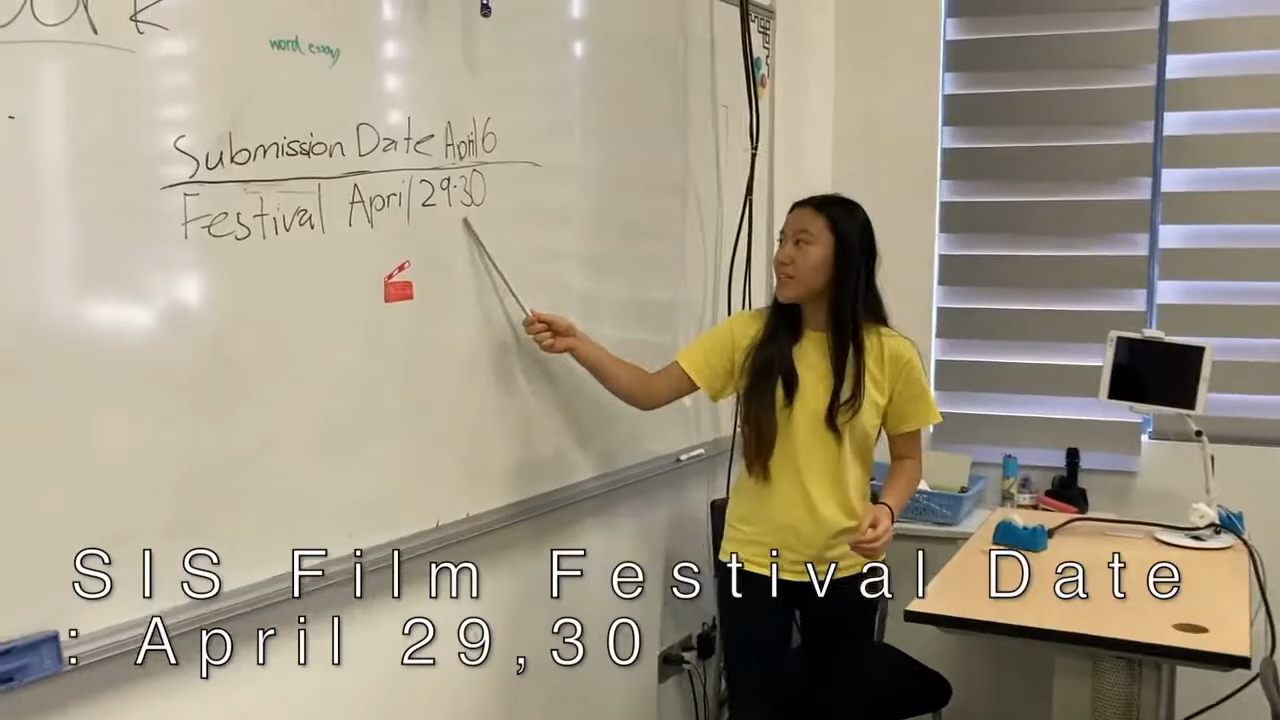 word essay
Submission Date April 6
Festival April 29-30
SIS Film Festival Date
: April 29,30